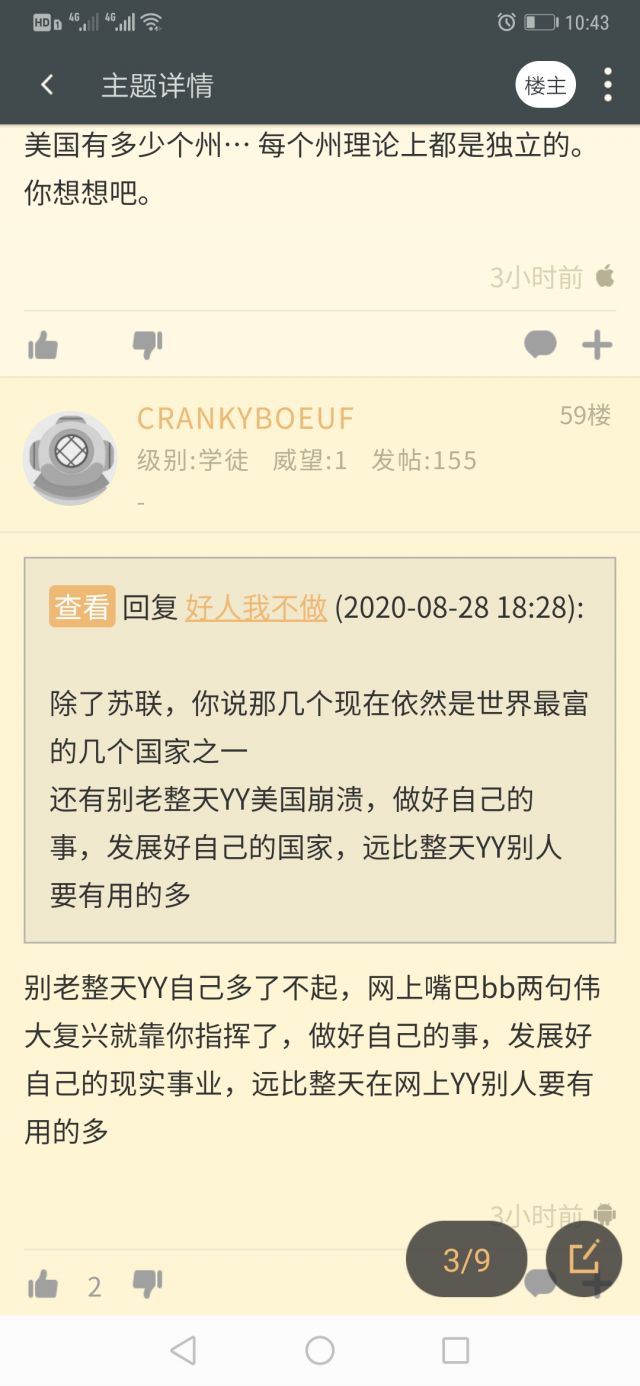 HD 4G 4G 10:43
主题详情 楼主
美国有多少个州… 每个州理论上都是独立的。
你想想吧。
3小时前
CRANKYBOEUF 59楼
级别:学徒 威望:1 发帖:155
-
查看 回复 好人我不做 (2020-08-28 18:28):
除了苏联，你说那几个现在依然是世界最富
的几个国家之一
还有别老整天YY美国崩溃，做好自己的
事，发展好自己的国家，远比整天YY别人
要有用的多
别老整天YY自己多了不起，网上嘴巴bb两句伟
大复兴就靠你指挥了，做好自己的事，发展好
自己的现实事业，远比整天在网上YY别人要有
用的多
3小时前
2 3/9